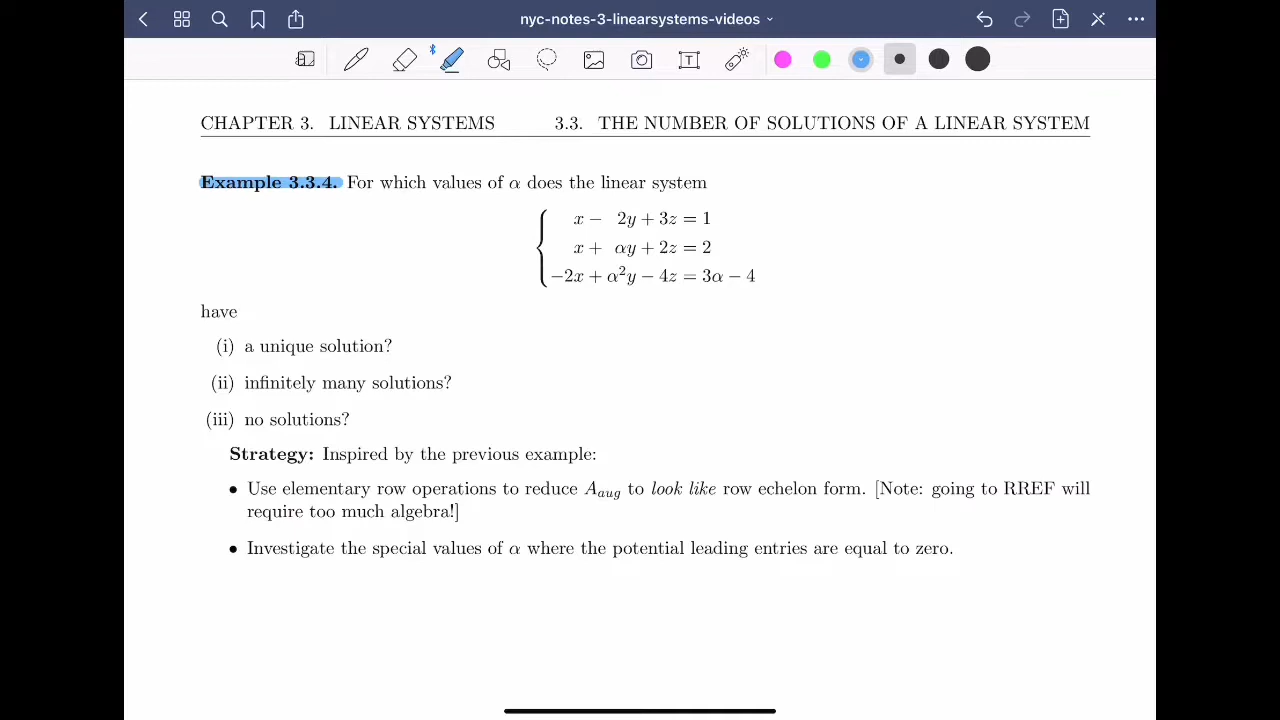 nyc-notes-3-linearsystems-videos
T
CHAPTER 3. LINEAR SYSTEMS 3.3. THE NUMBER OF SOLUTIONS OF A LINEAR SYSTEM
Example 3.3.4. For which values of α does the linear system
x − 2y + 3z = 1
x + αy + 2z = 2
−2x + α²y − 4z = 3α − 4
have
(i) a unique solution?
(ii) infinitely many solutions?
(iii) no solutions?
Strategy: Inspired by the previous example:
• Use elementary row operations to reduce A_aug to look like row echelon form. [Note: going to RREF will
require too much algebra!]
• Investigate the special values of α where the potential leading entries are equal to zero.